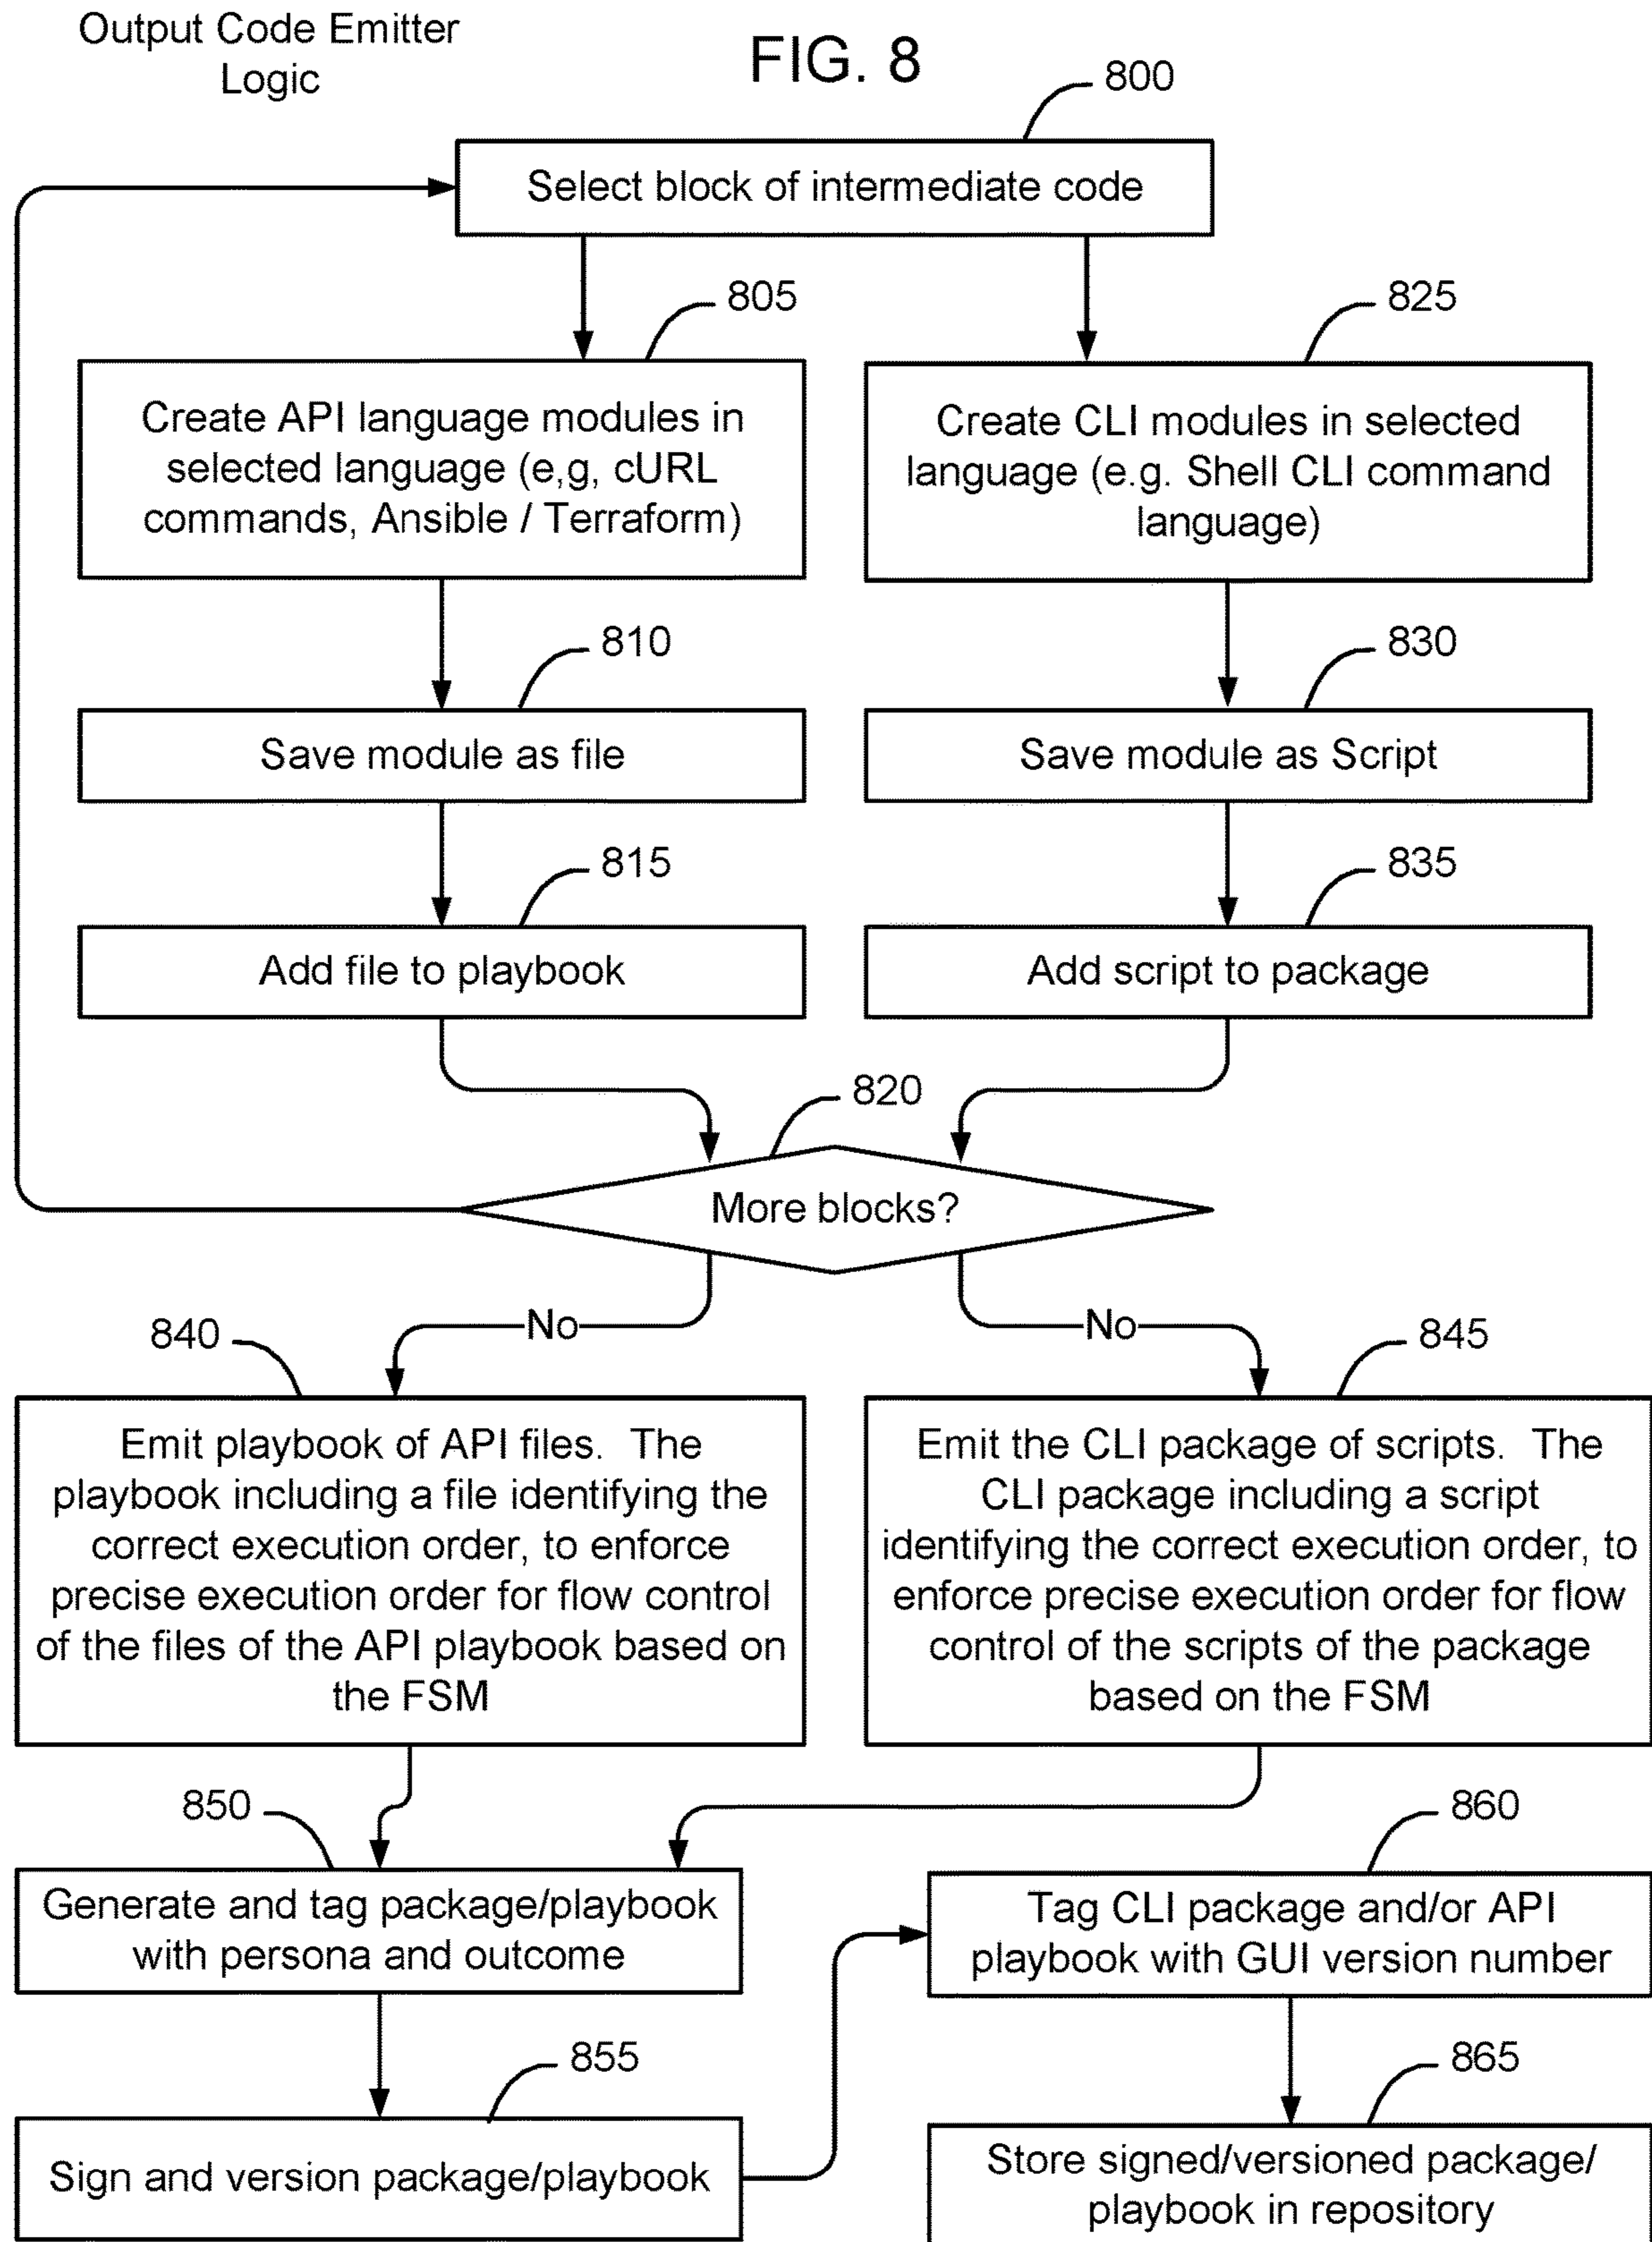 Output Code Emitter
Logic
FIG. 8
800
Select block of intermediate code
805
825
Create API language modules in
selected language (e,g, cURL
commands, Ansible / Terraform)
Create CLI modules in selected
language (e.g. Shell CLI command
language)
810
830
Save module as file
Save module as Script
815
835
Add file to playbook
Add script to package
820
More blocks?
No
No
840
845
Emit playbook of API files. The
playbook including a file identifying the
correct execution order, to enforce
precise execution order for flow control
of the files of the API playbook based on
the FSM
Emit the CLI package of scripts. The
CLI package including a script
identifying the correct execution order, to
enforce precise execution order for flow
control of the scripts of the package
based on the FSM
850
860
Generate and tag package/playbook
with persona and outcome
Tag CLI package and/or API
playbook with GUI version number
855
865
Sign and version package/playbook
Store signed/versioned package/
playbook in repository